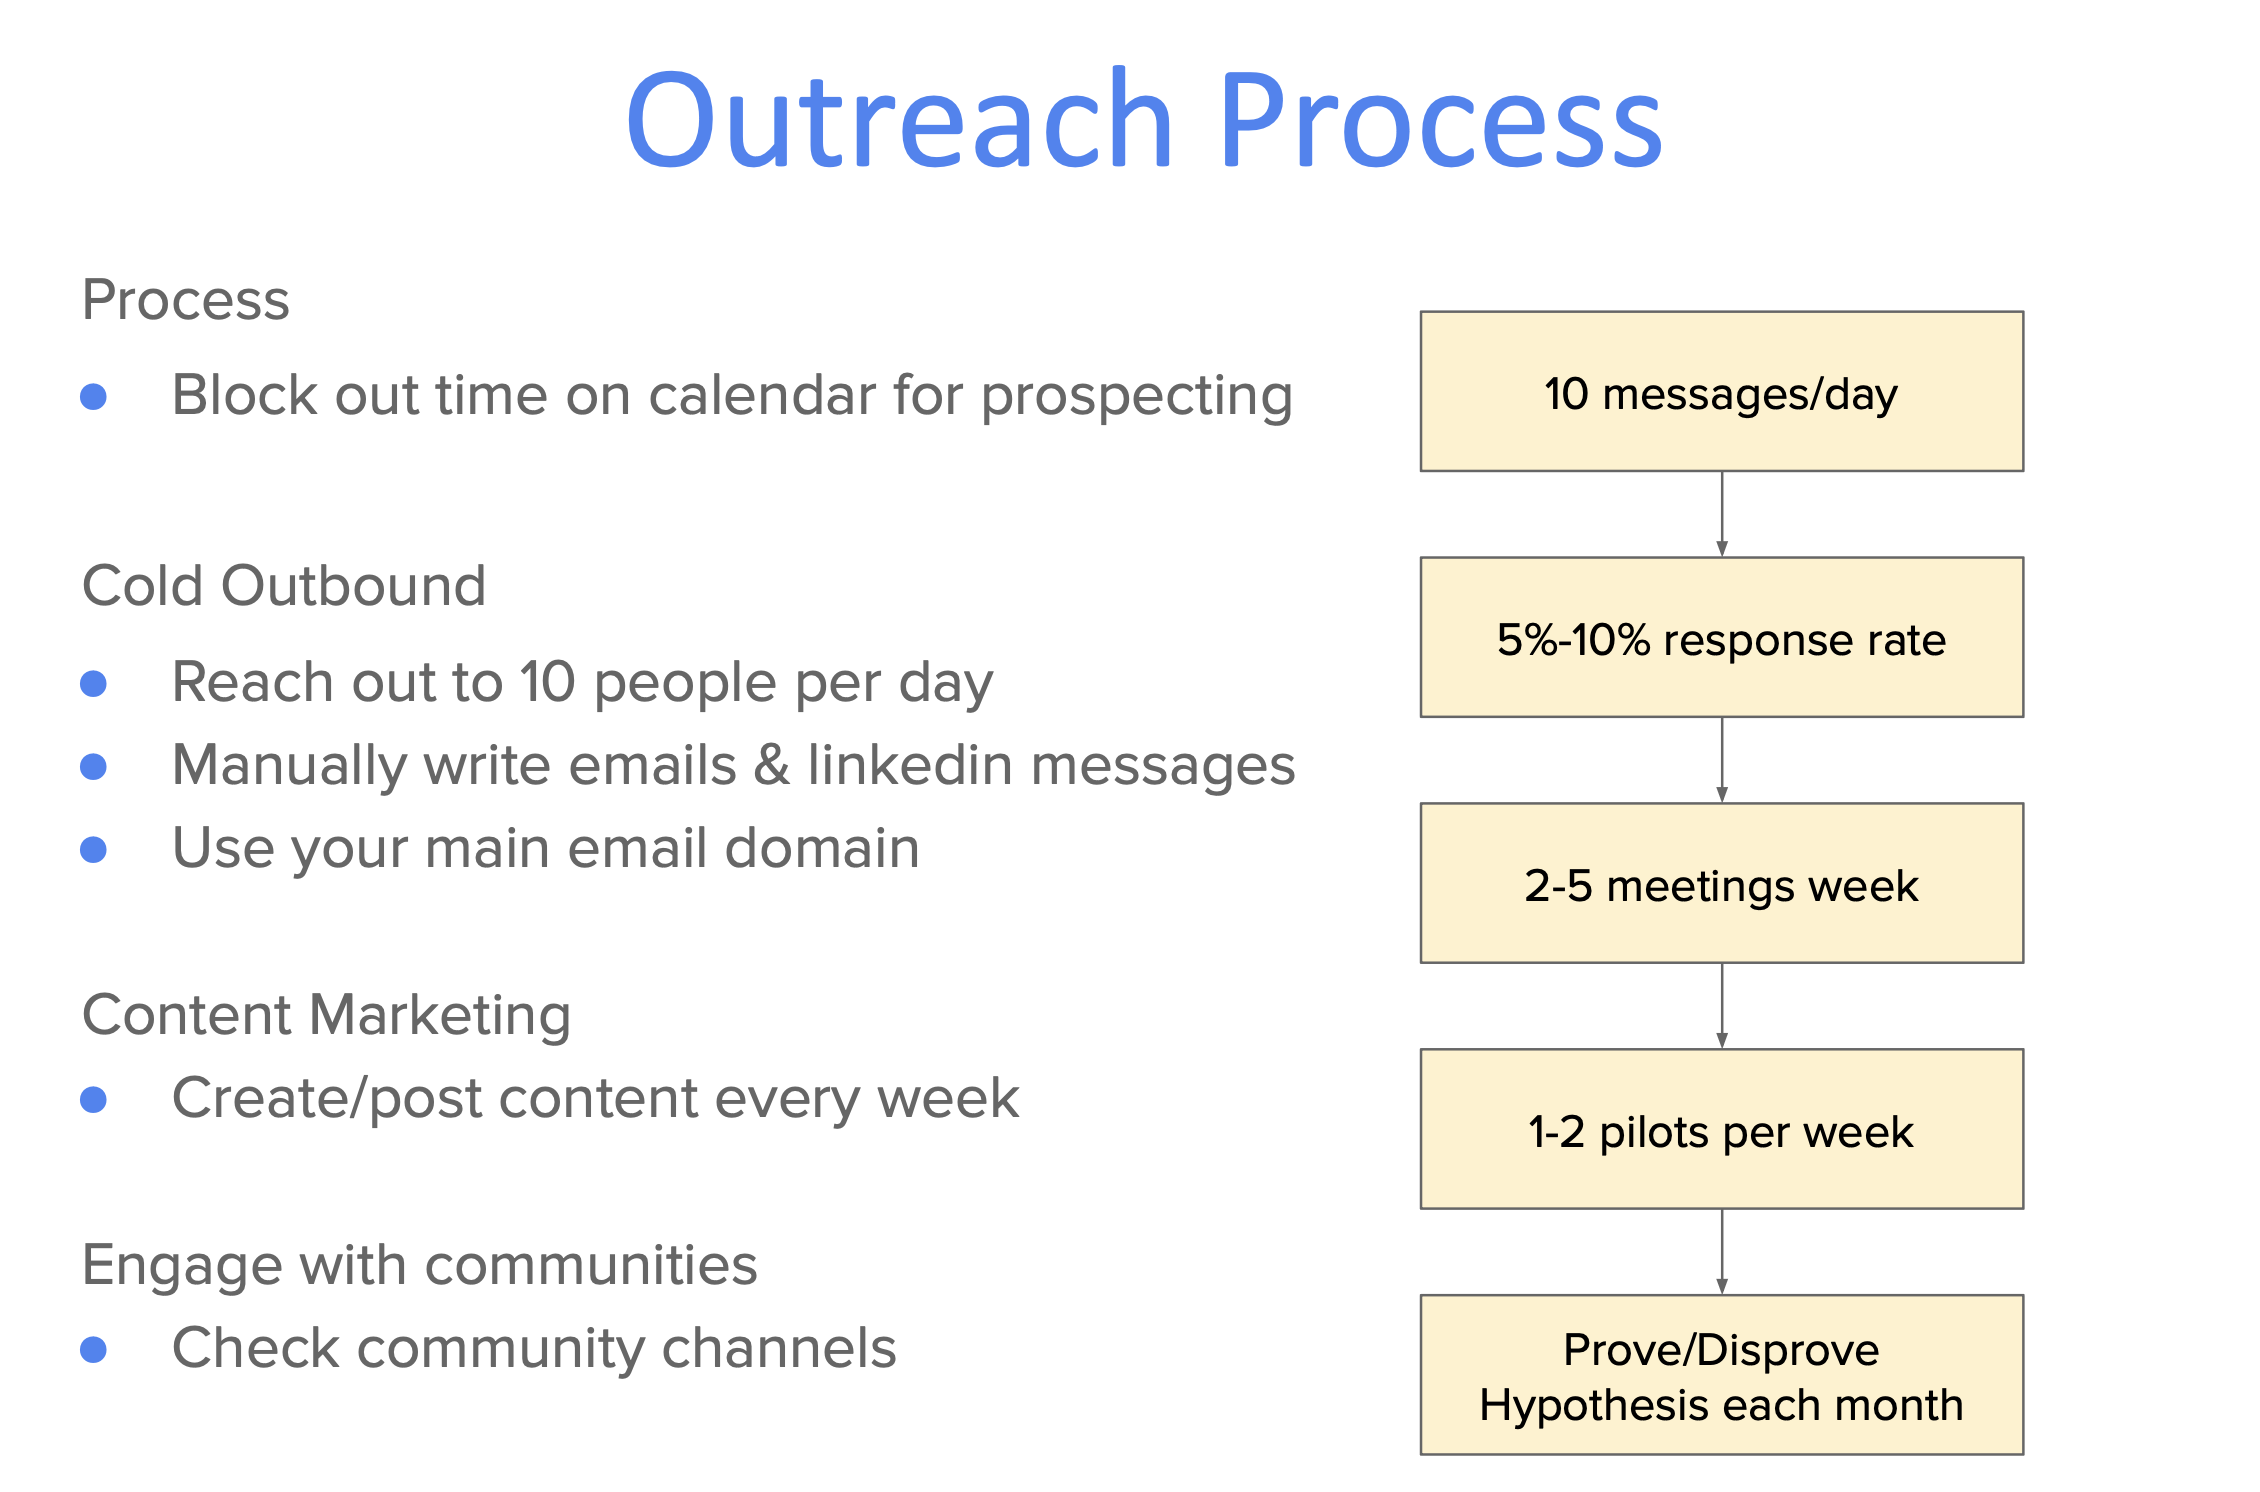 Outreach Process
Process
Block out time on calendar for prospecting
Cold Outbound
Reach out to 10 people per day
Manually write emails & linkedin messages
Use your main email domain
Content Marketing
Create/post content every week
Engage with communities
Check community channels
10 messages/day
5%-10% response rate
2-5 meetings week
1-2 pilots per week
Prove/Disprove
Hypothesis each month